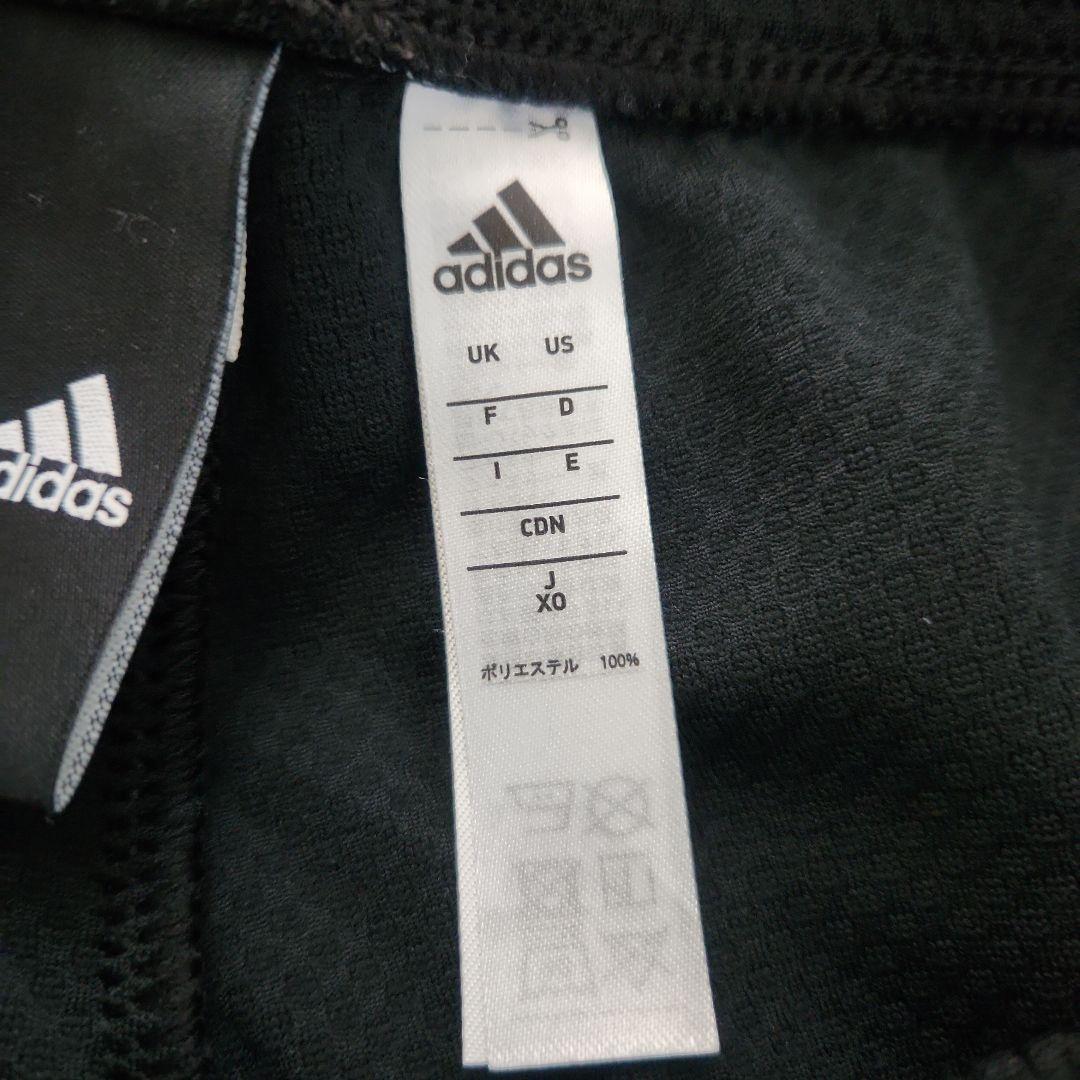 adidas
adidas
UK US
F D
I E
CDN
J
XO
ポリエステル 100%